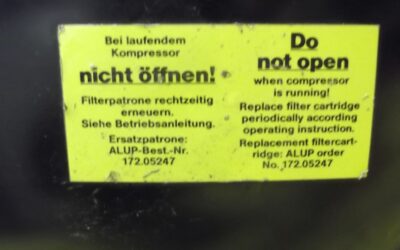 Bei laufendem
Kompressor
nicht öffnen!
Filterpatrone rechtzeitig
erneuern.
Siehe Betriebsanleitung.
Ersatzpatrone:
ALUP-Best.-Nr.
172.05247
Do
not open
when compressor
is running!
Replace filter cartridge
periodically according
operating instruction.
Replacement filtercart-
ridge: ALUP order
No. 172.05247